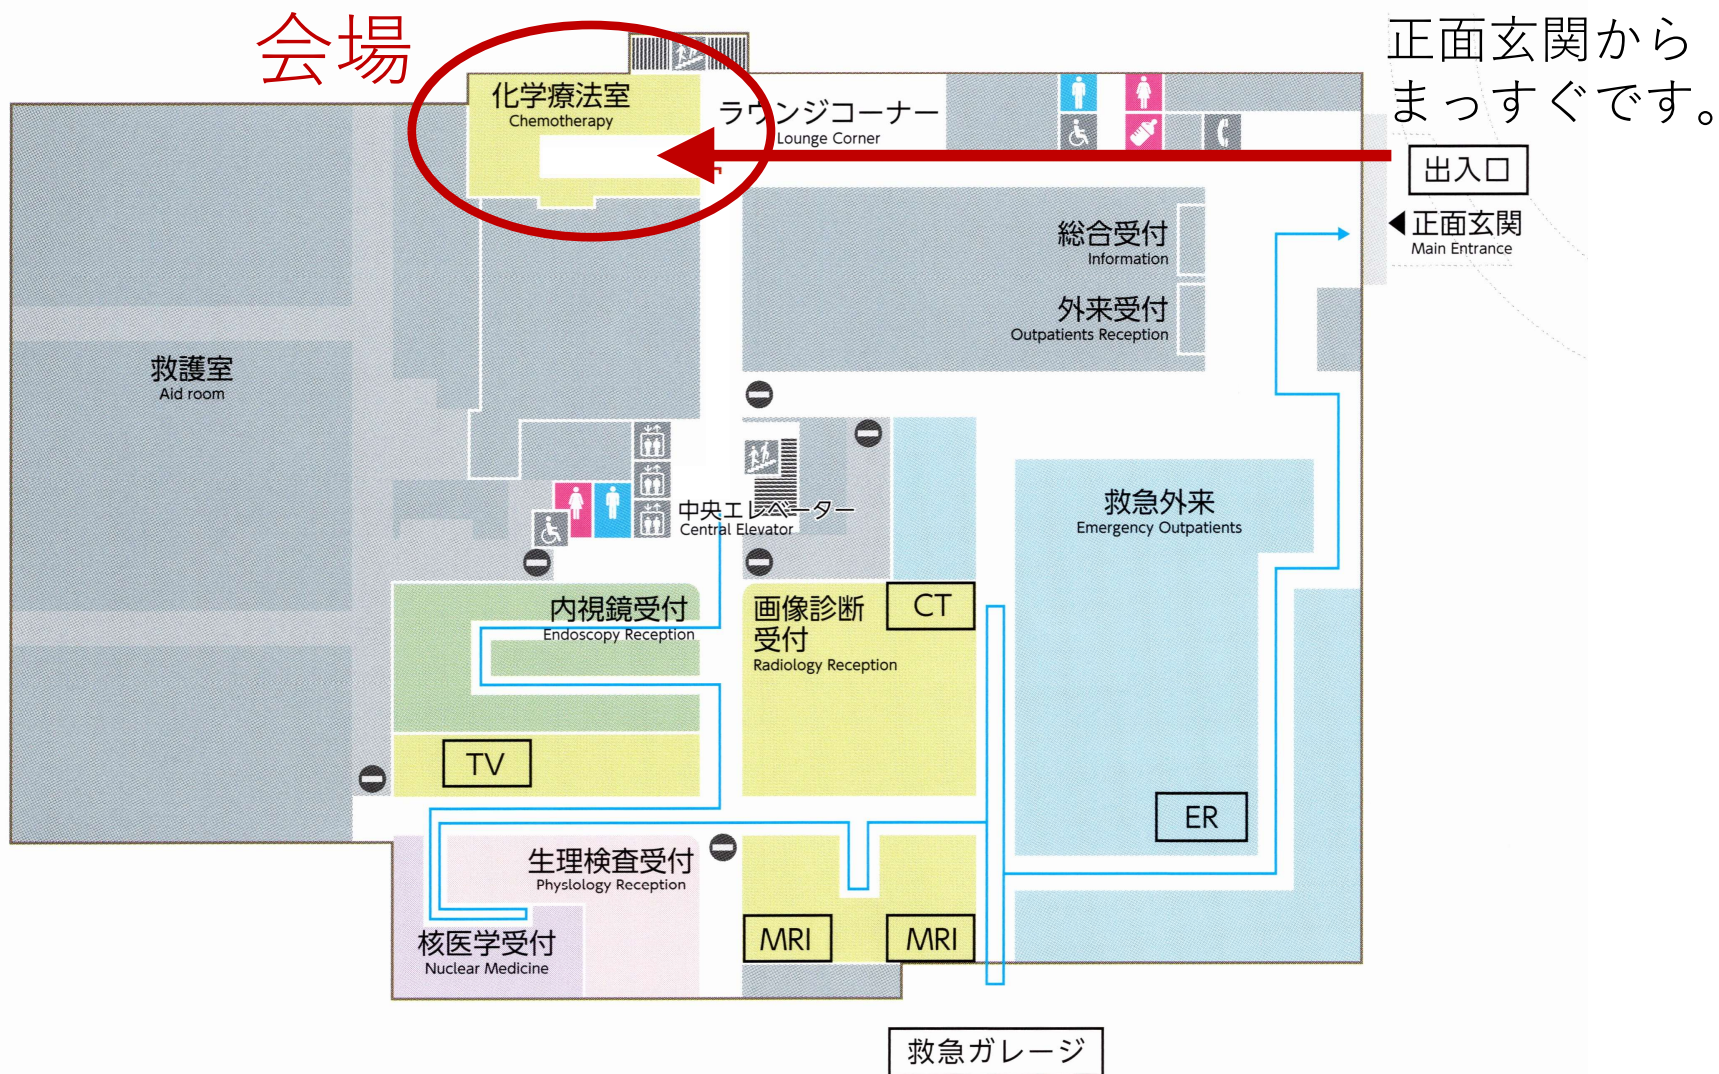 会場
正面玄関から
まっすぐです。
化学療法室
Chemotherapy
ラウンジコーナー
Lounge Corner
出入口
正面玄関
Main Entrance
総合受付
Information
外来受付
Outpatients Reception
救護室
Aid room
中央エレベーター
Central Elevator
救急外来
Emergency Outpatients
内視鏡受付
Endoscopy Reception
画像診断
受付
Radiology Reception
CT
TV
ER
生理検査受付
Physlology Reception
核医学受付
Nuclear Medicine
MRI
MRI
救急ガレージ